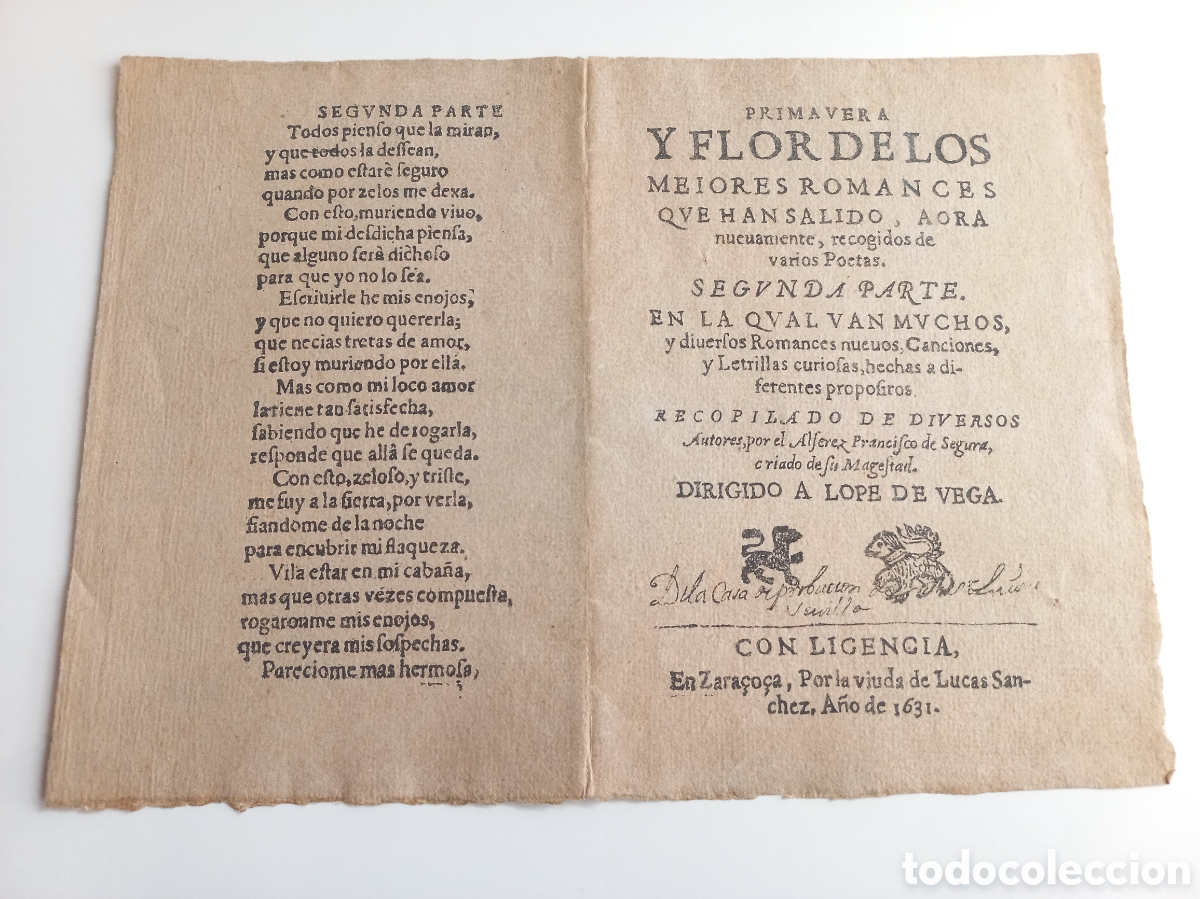 SEGVNDA PARTE
Todos pienſo que la miran,
y que todos la deſſean,
mas como eſtarè ſeguro
quando por zelos me dexa.
Con eſto, muriendo viuo,
porque mi deſdicha pienſa,
que alguno ſerà dichoſo
para que yo no lo ſea.
Eſcriuirle he mis enojos,
y que no quiero quererla;
que necias tretas de amor,
ſi eſtoy muriendo por ella.
Mas como mi loco amor
la tiene tan ſatisfecha,
ſabiendo que he de rogarla,
reſponde que allà ſe queda.
Con eſto, zeloſo, y triſte,
me fuy a la ſierra, por verla,
fiandome de la noche
para encubrir mi flaqueza.
Vila eſtar en mi cabaña,
mas que otras vézes compueſta,
rogaronme mis enojos,
que creyera mis ſoſpechas.
Pareciome mas hermoſa,
PRIMAVERA
Y FLOR DE LOS
MEIORES ROMANCES
QVE HAN SALIDO, AORA
nueuamente, recogidos de
varios Poetas.
SEGVNDA PARTE.
EN LA QVAL VAN MVCHOS,
y diuerſos Romances nueuos, Canciones,
y Letrillas curioſas, hechas a di-
ferentes propoſitos.
RECOPILADO DE DIVERSOS
Autores, por el Alferez Franciſco de Segura,
criado de ſu Mageſtad.
DIRIGIDO A LOPE DE VEGA.
De la Casa de
Sevilla
CON LICENCIA,
En Zaragoça, Por la viuda de Lucas San-
chez, Año de 1631.
todocoleccion